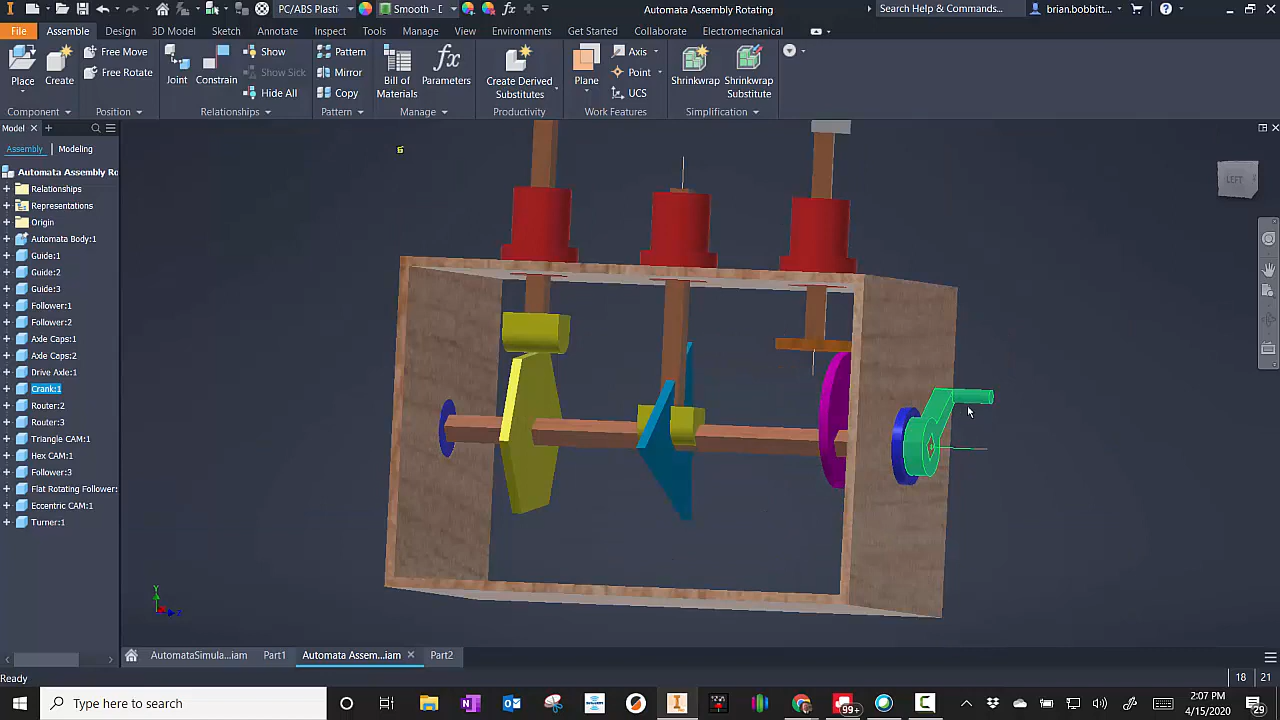 PC/ABS Plasti
Smooth -
fx
Automata Assembly Rotating
Search Help & Commands...
brian.bobbitt...
File
Assemble
Design
3D Model
Sketch
Annotate
Inspect
Tools
Manage
View
Environments
Get Started
Collaborate
Electromechanical
Place
Create
Free Move
Free Rotate
Joint
Constrain
Show
Show Sick
Hide All
Pattern
Mirror
Copy
Bill of
Materials
fx
Parameters
Create Derived
Substitutes
Plane
Axis
Point
UCS
Shrinkwrap
Shrinkwrap
Substitute
Component
Position
Relationships
Pattern
Manage
Productivity
Work Features
Simplification
Model
Assembly
Modeling
Automata Assembly Ro
Relationships
Representations
Origin
Automata Body:1
Guide:1
Guide:2
Guide:3
Follower:1
Follower:2
Axle Caps:1
Axle Caps:2
Drive Axle:1
Crank:1
Router:2
Router:3
Triangle CAM:1
Hex CAM:1
Follower:3
Flat Rotating Follower:
Eccentric CAM:1
Turner:1
LEFT
Y
Z
AutomataSimula...iam
Part1
Automata Assem...iam
Part2
Ready
18
21
Type here to search
99+
2:07 PM
4/15/2020
29